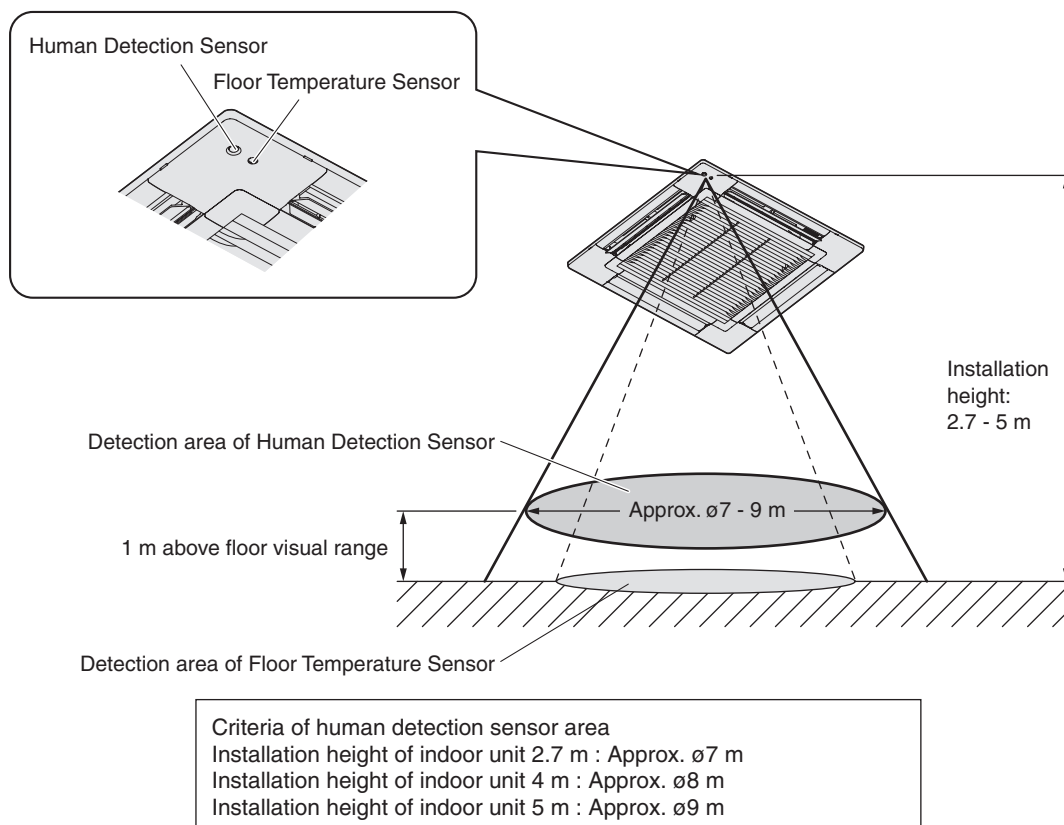 Human Detection Sensor
Floor Temperature Sensor
Installation
height:
2.7 - 5 m
Detection area of Human Detection Sensor
Approx. ø7 - 9 m
1 m above floor visual range
Detection area of Floor Temperature Sensor
Criteria of human detection sensor area
Installation height of indoor unit 2.7 m : Approx. ø7 m
Installation height of indoor unit 4 m : Approx. ø8 m
Installation height of indoor unit 5 m : Approx. ø9 m